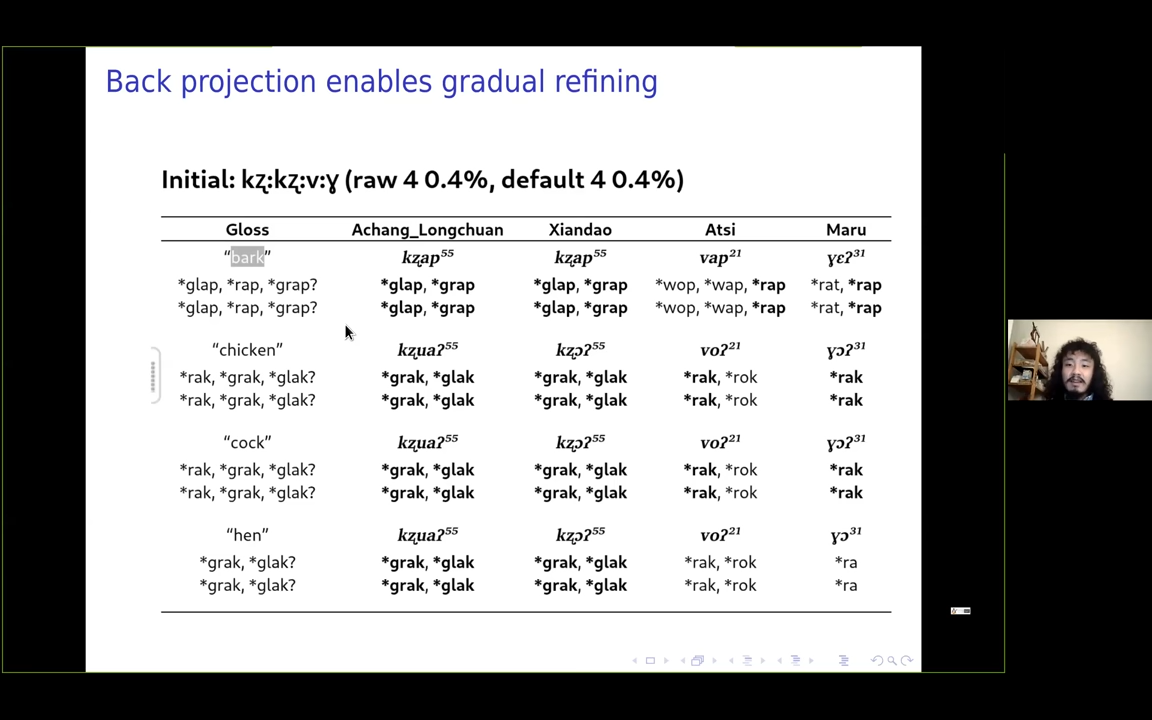 Back projection enables gradual refining
Initial: kʐ:kʐ:v:ɣ (raw 4 0.4%, default 4 0.4%)
Gloss Achang_Longchuan Xiandao Atsi Maru
“bark” kʐap⁵⁵ kʐap⁵⁵ vap²¹ ɣɛʔ³¹
*glap, *rap, *grap? *glap, *grap *glap, *grap *wop, *wap, *rap *rat, *rap
*glap, *rap, *grap? *glap, *grap *glap, *grap *wop, *wap, *rap *rat, *rap
“chicken” kʐuaʔ⁵⁵ kʐɔʔ⁵⁵ voʔ²¹ ɣɔʔ³¹
*rak, *grak, *glak? *grak, *glak *grak, *glak *rak, *rok *rak
*rak, *grak, *glak? *grak, *glak *grak, *glak *rak, *rok *rak
“cock” kʐuaʔ⁵⁵ kʐɔʔ⁵⁵ voʔ²¹ ɣɔʔ³¹
*rak, *grak, *glak? *grak, *glak *grak, *glak *rak, *rok *rak
*rak, *grak, *glak? *grak, *glak *grak, *glak *rak, *rok *rak
“hen” kʐuaʔ⁵⁵ kʐɔʔ⁵⁵ voʔ²¹ ɣɔ³¹
*grak, *glak? *grak, *glak *grak, *glak *rak, *rok *ra
*grak, *glak? *grak, *glak *grak, *glak *rak, *rok *ra